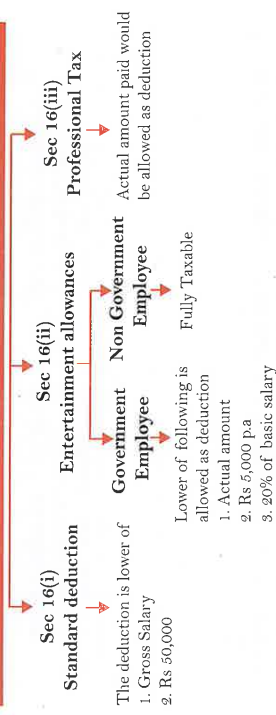 Sec 16(i)
Standard deduction
The deduction is lower of
1. Gross Salary
2. Rs 50,000
Sec 16(ii)
Entertainment allowances
Government
Employee
Lower of following is
allowed as deduction
1. Actual amount
2. Rs 5,000 p.a
3. 20% of basic salary
Non Government
Employee
Fully Taxable
Sec 16(iii)
Professional Tax
Actual amount paid would
be allowed as deduction